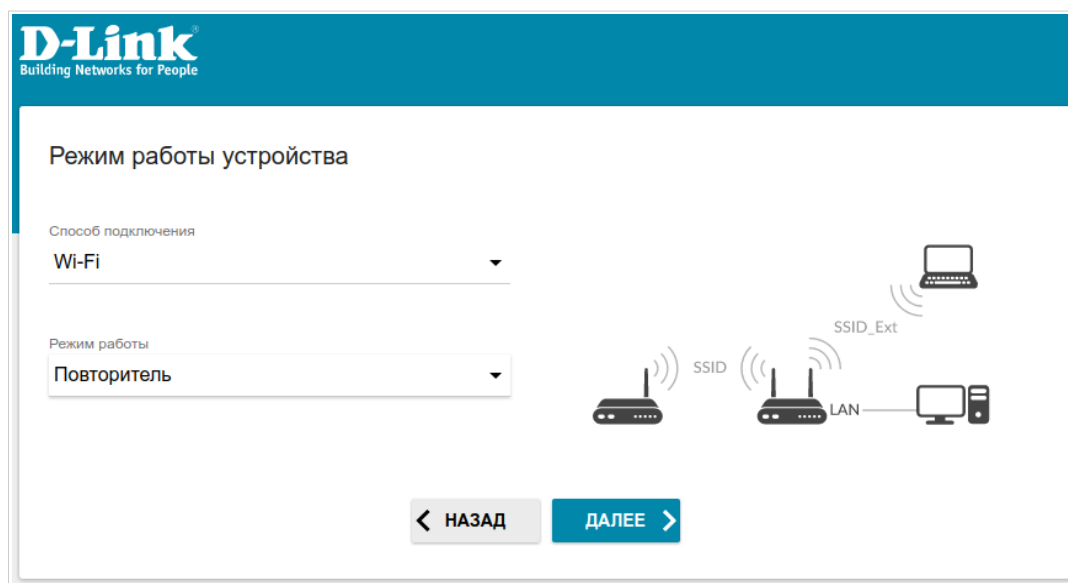 D-Link
Building Networks for People
Режим работы устройства
Способ подключения
Wi-Fi
Режим работы
Повторитель
SSID_Ext
SSID
LAN
НАЗАД
ДАЛЕЕ